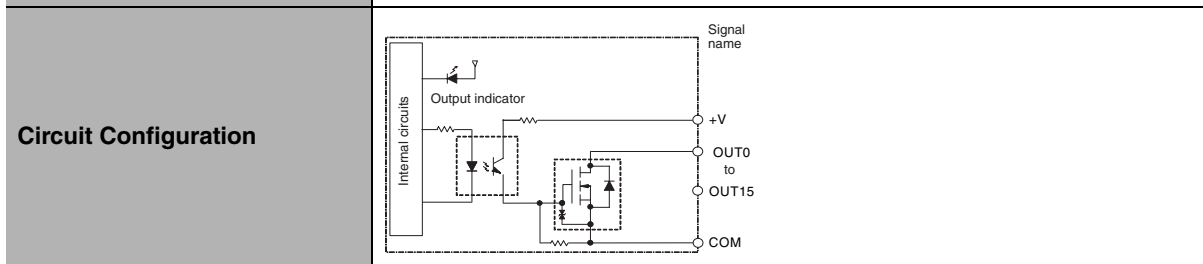 Circuit Configuration
Signal
name
Internal circuits
Output indicator
+V
OUT0
to
OUT15
COM